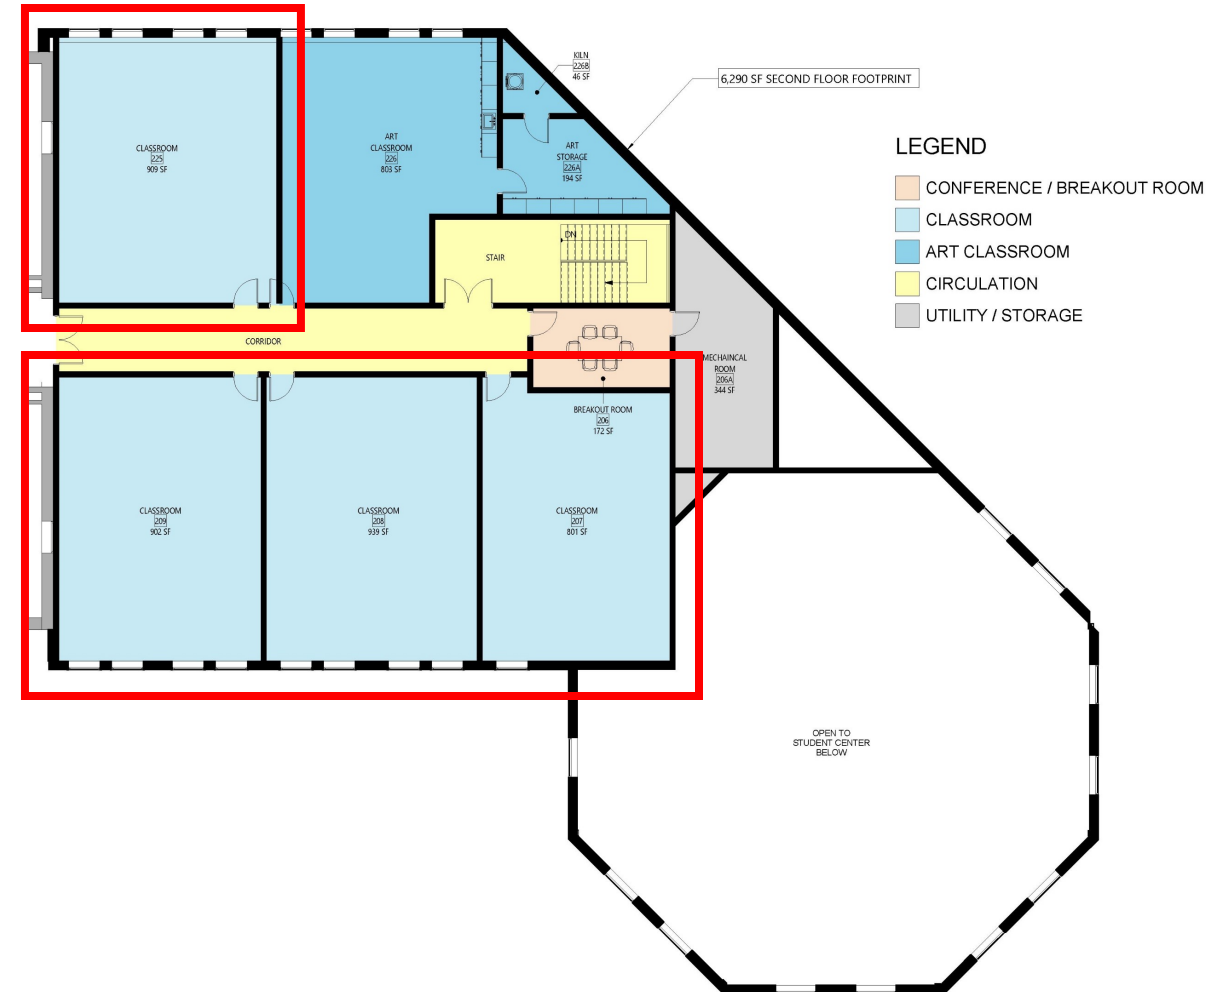 KILN
226B
46 SF
6,290 SF SECOND FLOOR FOOTPRINT
CLASSROOM
225
909 SF
ART
CLASSROOM
226
803 SF
ART
STORAGE
226A
194 SF
LEGEND
CONFERENCE / BREAKOUT ROOM
CLASSROOM
ART CLASSROOM
CIRCULATION
UTILITY / STORAGE
DN
STAIR
CORRIDOR
MECHAINCAL
ROOM
206A
344 SF
BREAKOUT ROOM
206
172 SF
CLASSROOM
209
902 SF
CLASSROOM
208
939 SF
CLASSROOM
207
801 SF
OPEN TO
STUDENT CENTER
BELOW